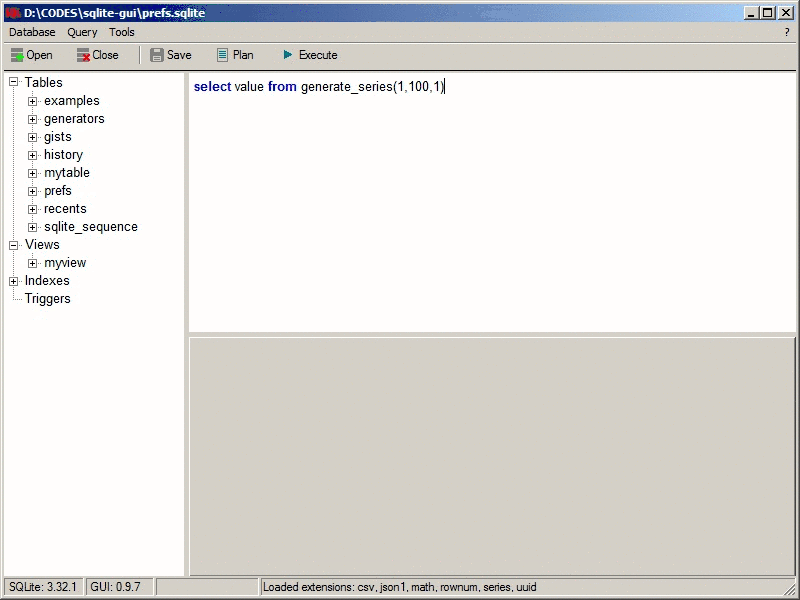 D:\CODES\sqlite-gui\prefs.sqlite
Database Query Tools ?
Open Close Save Plan Execute
Tables
examples
generators
gists
history
mytable
prefs
recents
sqlite_sequence
Views
myview
Indexes
Triggers
select value from generate_series(1,100,1)
SQLite: 3.32.1 GUI: 0.9.7 Loaded extensions: csv, json1, math, rownum, series, uuid